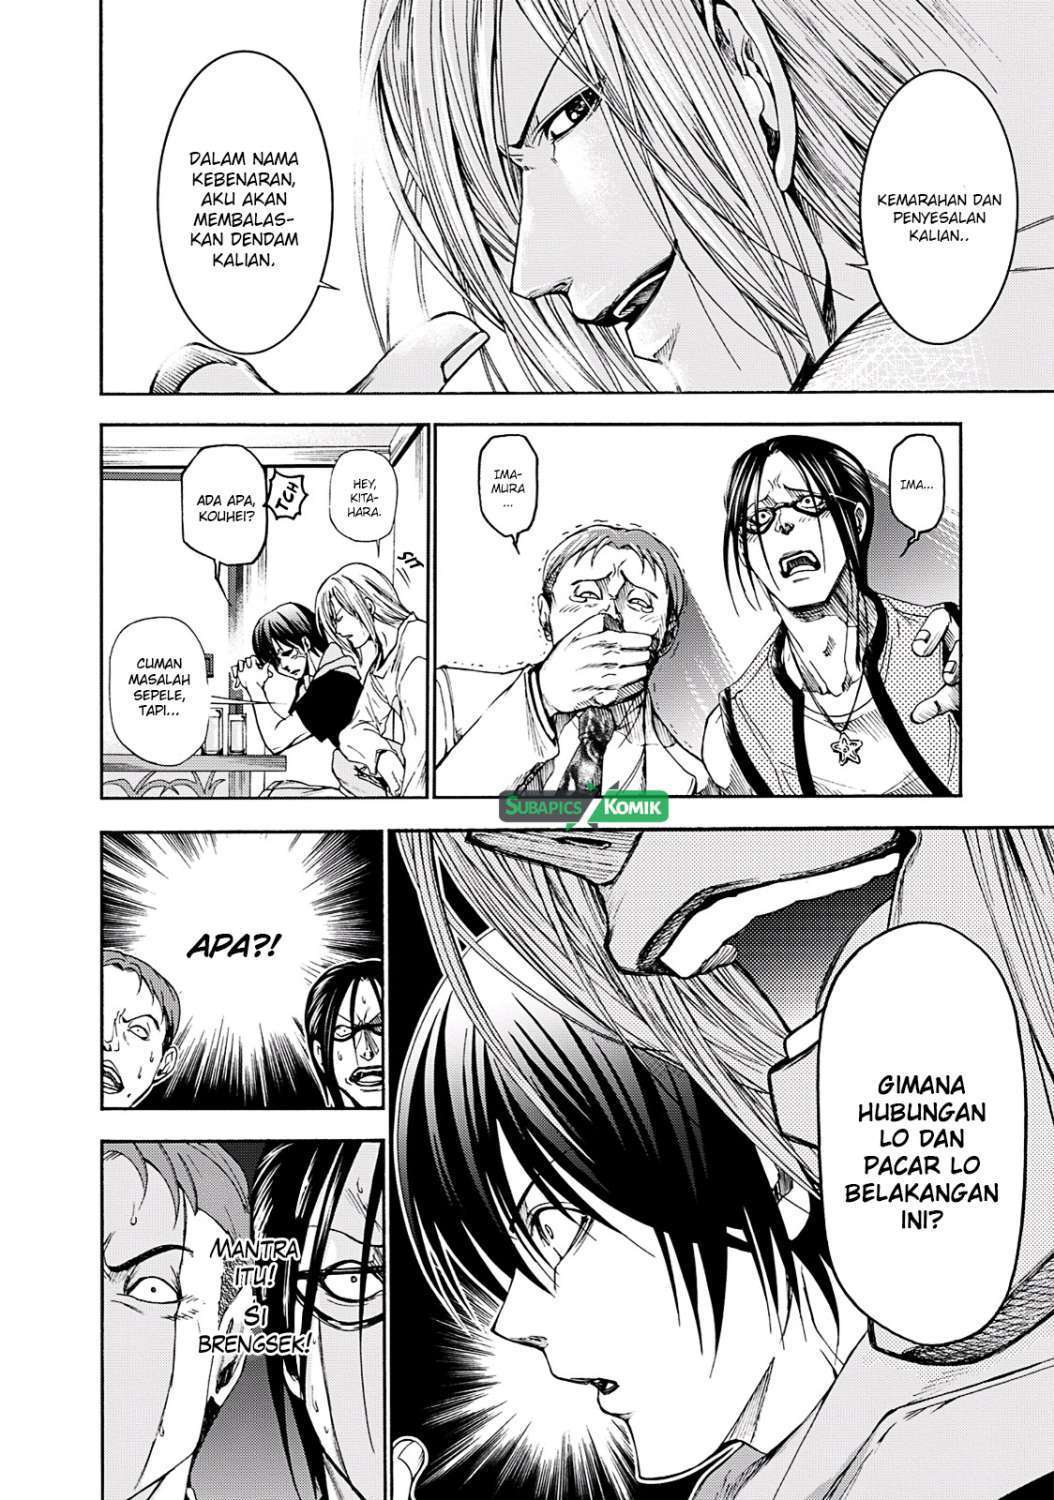 KEMARAHAN DAN
PENYESALAN
KALIAN..
DALAM NAMA
KEBENARAN,
AKU AKAN
MEMBALAS-
KAN DENDAM
KALIAN.
IMA...
IMA-
MURA
...
HEY,
KITA-
HARA.
SIT
TCH
ADA APA,
KOUHEI?
CUMAN
MASALAH
SEPELE,
TAPI...
SUBAPICS KOMIK
GIMANA
HUBUNGAN
LO DAN
PACAR LO
BELAKANGAN
INI?
APA?!
MANTRA
ITU!
SI
BRENGSEK!